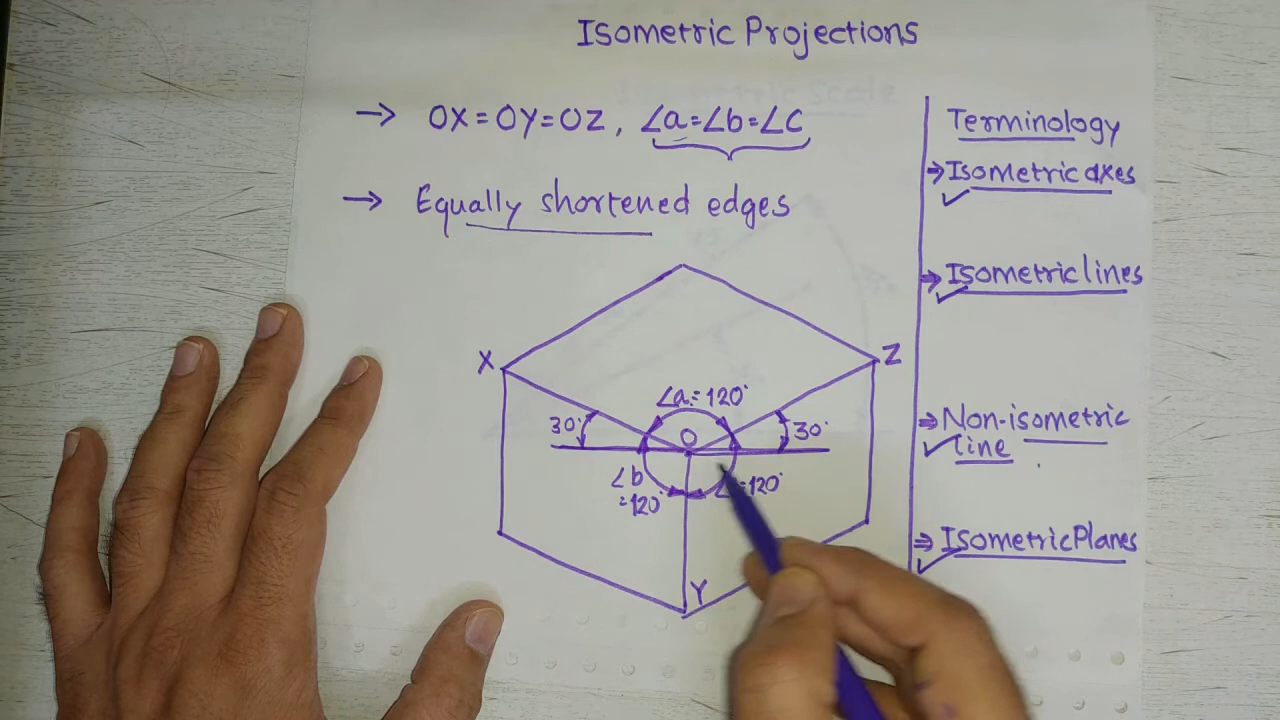 Isometric Projections
→ OX=OY=OZ, ∠a=∠b=∠C
→ Equally shortened edges
Terminology
⇒ Isometric axes
✓
⇒ Isometric lines
✓
⇒ Non-isometric
✓ line
⇒ Isometric Planes
✓
X
Z
∠a=120°
30°
O
30°
∠b
=120°
=120°
Y